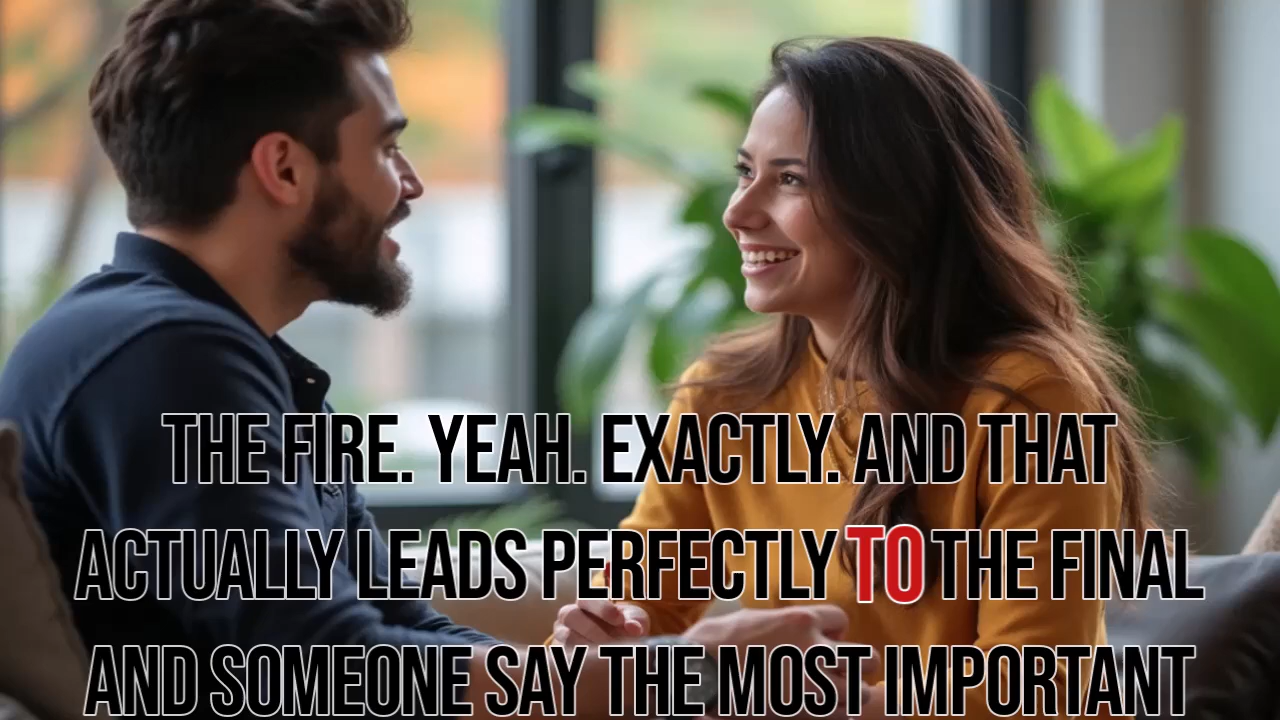 THE FIRE. YEAH. EXACTLY. AND THAT
ACTUALLY LEADS PERFECTLY TO THE FINAL
AND SOMEONE SAY THE MOST IMPORTANT